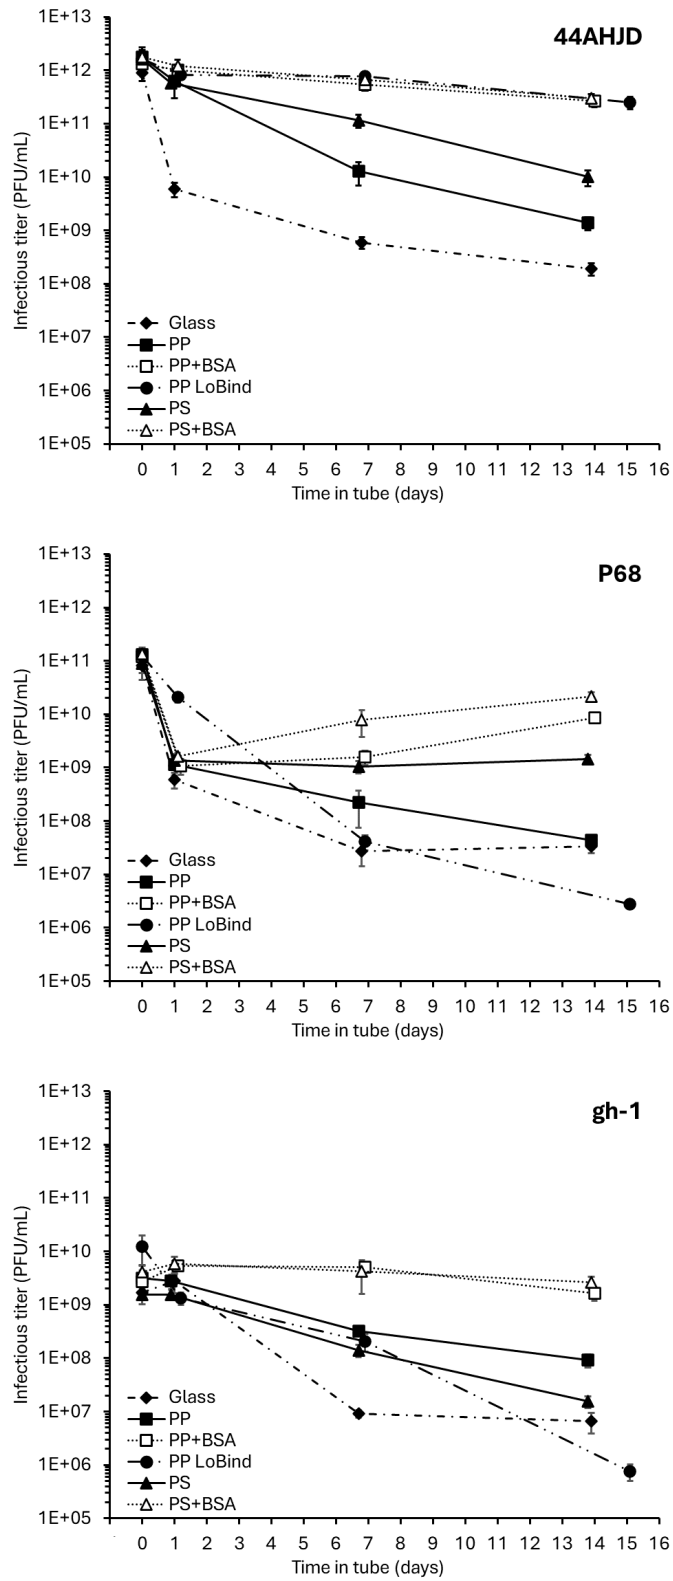 44AHJD
Infectious titer (PFU/mL)
1E+13
1E+12
1E+11
1E+10
1E+09
1E+08
1E+07
1E+06
1E+05
Glass
PP
PP+BSA
PP LoBind
PS
PS+BSA
0 1 2 3 4 5 6 7 8 9 10 11 12 13 14 15 16
Time in tube (days)
P68
Infectious titer (PFU/mL)
1E+13
1E+12
1E+11
1E+10
1E+09
1E+08
1E+07
1E+06
1E+05
Glass
PP
PP+BSA
PP LoBind
PS
PS+BSA
0 1 2 3 4 5 6 7 8 9 10 11 12 13 14 15 16
Time in tube (days)
gh-1
Infectious titer (PFU/mL)
1E+13
1E+12
1E+11
1E+10
1E+09
1E+08
1E+07
1E+06
1E+05
Glass
PP
PP+BSA
PP LoBind
PS
PS+BSA
0 1 2 3 4 5 6 7 8 9 10 11 12 13 14 15 16
Time in tube (days)